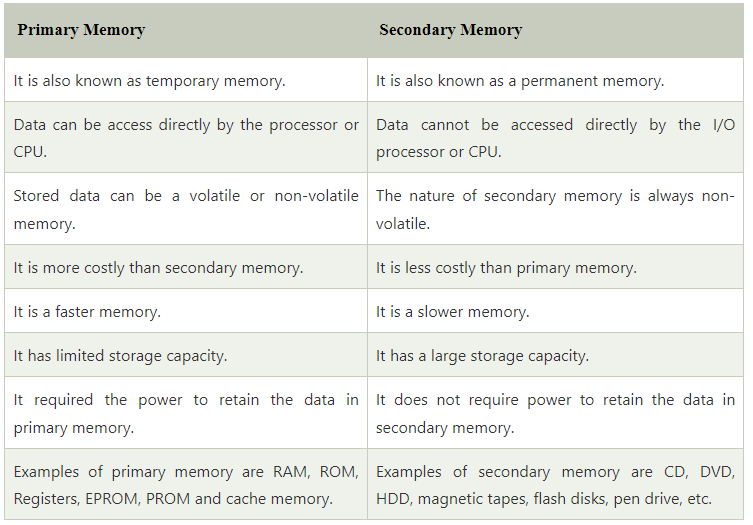 Primary Memory
Secondary Memory
It is also known as temporary memory.
It is also known as a permanent memory.
Data can be access directly by the processor or
CPU.
Data cannot be accessed directly by the I/O
processor or CPU.
Stored data can be a volatile or non-volatile
memory.
The nature of secondary memory is always non-
volatile.
It is more costly than secondary memory.
It is less costly than primary memory.
It is a faster memory.
It is a slower memory.
It has limited storage capacity.
It has a large storage capacity.
It required the power to retain the data in
primary memory.
It does not require power to retain the data in
secondary memory.
Examples of primary memory are RAM, ROM,
Registers, EPROM, PROM and cache memory.
Examples of secondary memory are CD, DVD,
HDD, magnetic tapes, flash disks, pen drive, etc.